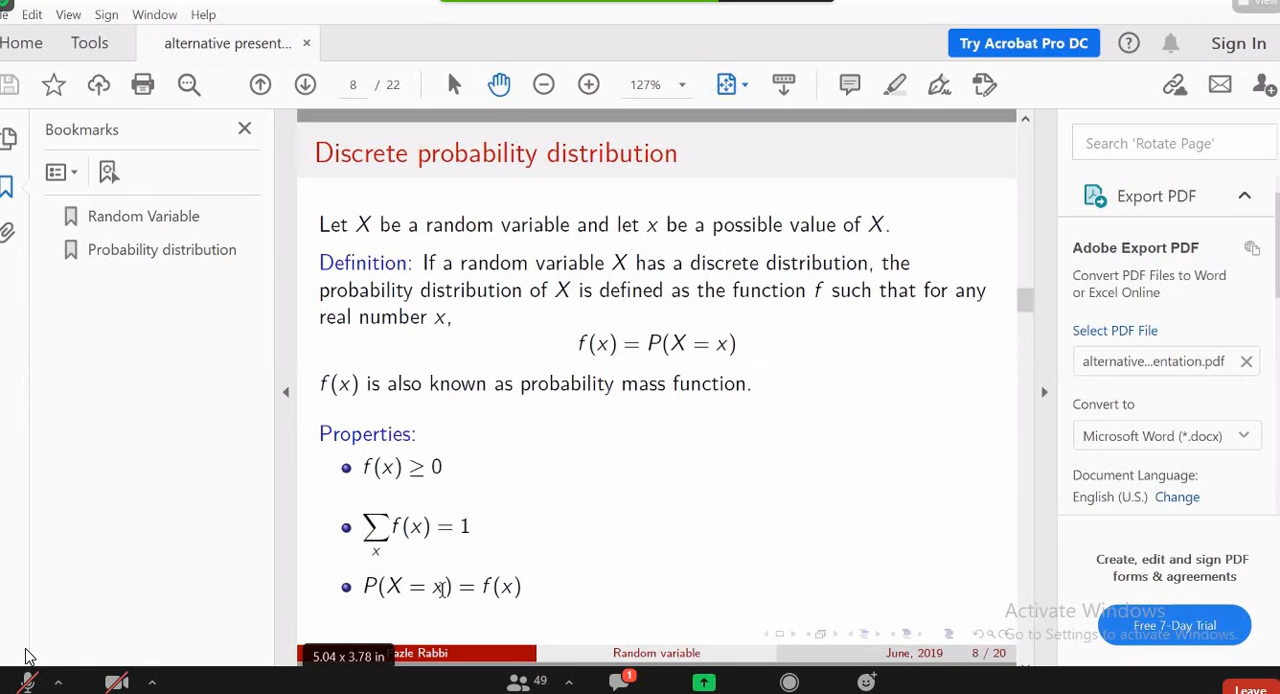 Edit View Sign Window Help
Home Tools alternative present... ×
Try Acrobat Pro DC Sign In
8 / 22 127%
Bookmarks
Random Variable
Probability distribution
Discrete probability distribution
Let X be a random variable and let x be a possible value of X.
Definition: If a random variable X has a discrete distribution, the
probability distribution of X is defined as the function f such that for any
real number x,
f(x) = P(X = x)
f(x) is also known as probability mass function.
Properties:
f(x) ≥ 0
∑ f(x) = 1
x
P(X = x) = f(x)
5.04 x 3.78 in
Rabbi Random variable June, 2019 8 / 20
View
Search 'Rotate Page'
Export PDF
Adobe Export PDF
Convert PDF Files to Word
or Excel Online
Select PDF File
alternative...entation.pdf
Convert to
Microsoft Word (*.docx)
Document Language:
English (U.S.) Change
Create, edit and sign PDF
forms & agreements
Free 7-Day Trial
Activate Windows
Go to Settings to activate Windows.
49 1
Leave